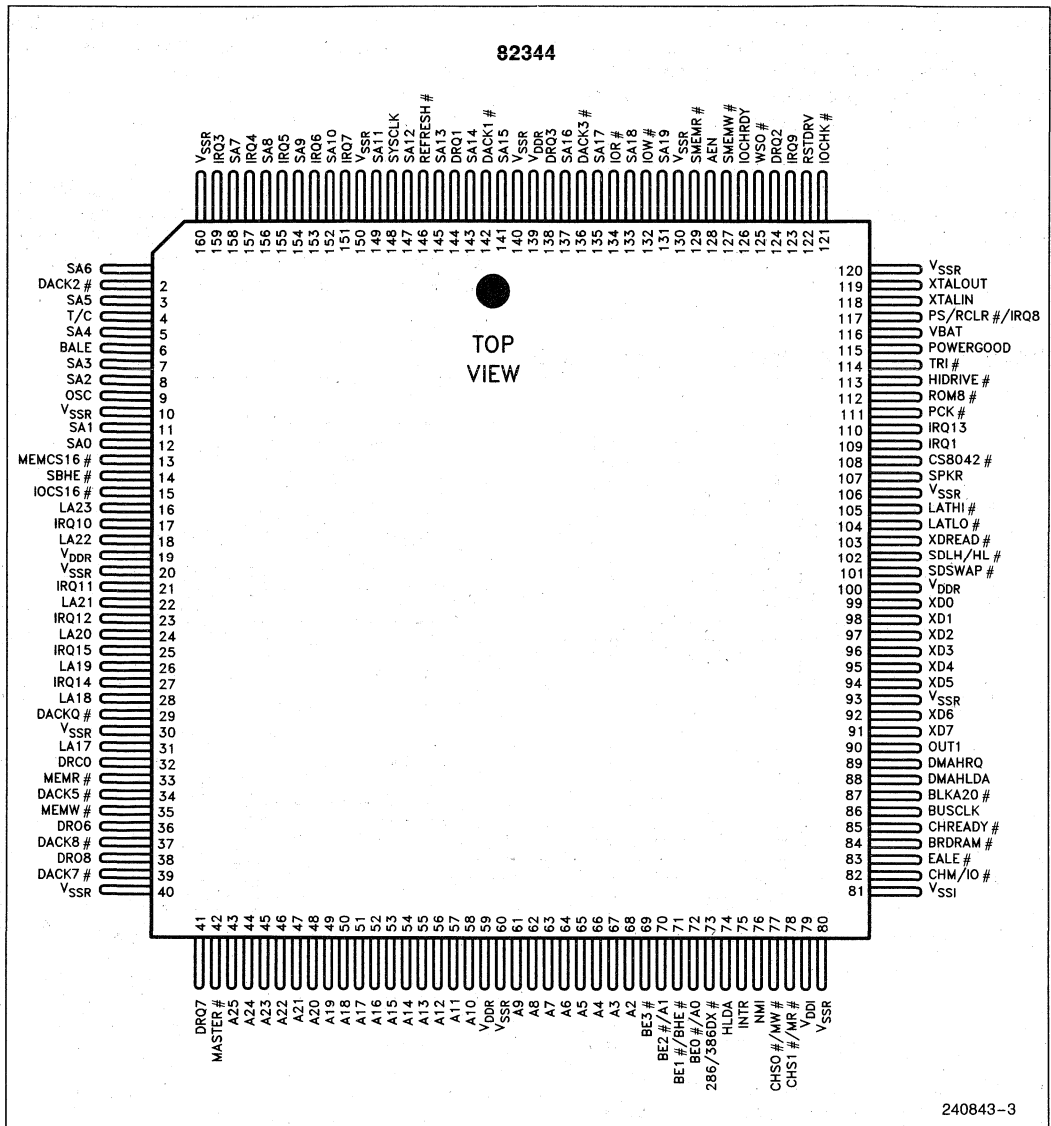 82344
VSSR
IRQ3
SA7
IRQ4
SA8
IRQ5
SA9
IRQ6
SA10
IRQ7
VSSR
SA11
SYSCLK
SA12
REFRESH #
SA13
DRQ1
SA14
DACK1 #
SA15
VSSR
VDDR
DRQ3
SA16
DACK3 #
SA17
IOR #
SA18
IOW #
SA19
VSSR
SMEMR #
AEN
SMEMW #
IOCHRDY
WSO #
DRQ2
IRQ9
RSTDRV
IOCHK #
160
159
158
157
156
155
154
153
152
151
150
149
148
147
146
145
144
143
142
141
140
139
138
137
136
135
134
133
132
131
130
129
128
127
126
125
124
123
122
121
SA6
DACK2 # 2
SA5 3
T/C 4
SA4 5
BALE 6
SA3 7
SA2 8
OSC 9
VSSR 10
SA1 11
SA0 12
MEMCS16 # 13
SBHE # 14
IOCS16 # 15
LA23 16
IRQ10 17
LA22 18
VDDR 19
VSSR 20
IRQ11 21
LA21 22
IRQ12 23
LA20 24
IRQ15 25
LA19 26
IRQ14 27
LA18 28
DACKQ # 29
VSSR 30
LA17 31
DRC0 32
MEMR # 33
DACK5 # 34
MEMW # 35
DRO6 36
DACK8 # 37
DRO8 38
DACK7 # 39
VSSR 40
TOP
VIEW
120 VSSR
119 XTALOUT
118 XTALIN
117 PS/RCLR #/IRQ8
116 VBAT
115 POWERGOOD
114 TRI #
113 HIDRIVE #
112 ROM8 #
111 PCK #
110 IRQ13
109 IRQ1
108 CS8042 #
107 SPKR
106 VSSR
105 LATHI #
104 LATLO #
103 XDREAD #
102 SDLH/HL #
101 SDSWAP #
100 VDDR
99 XD0
98 XD1
97 XD2
96 XD3
95 XD4
94 XD5
93 VSSR
92 XD6
91 XD7
90 OUT1
89 DMAHRQ
88 DMAHLDA
87 BLKA20 #
86 BUSCLK
85 CHREADY #
84 BRDRAM #
83 EALE #
82 CHM/IO #
81 VSSI
41
42
43
44
45
46
47
48
49
50
51
52
53
54
55
56
57
58
59
60
61
62
63
64
65
66
67
68
69
70
71
72
73
74
75
76
77
78
79
80
DRQ7
MASTER #
A25
A24
A23
A22
A21
A20
A19
A18
A17
A16
A15
A14
A13
A12
A11
A10
VDDR
VSSR
A9
A8
A7
A6
A5
A4
A3
A2
BE3 #
BE2 #/A1
BE1 #/BHE #
BE0 #/A0
286/386DX #
HLDA
INTR
NMI
CHS0 #/MW #
CHS1 #/MR #
VDDI
VSSR
240843–3